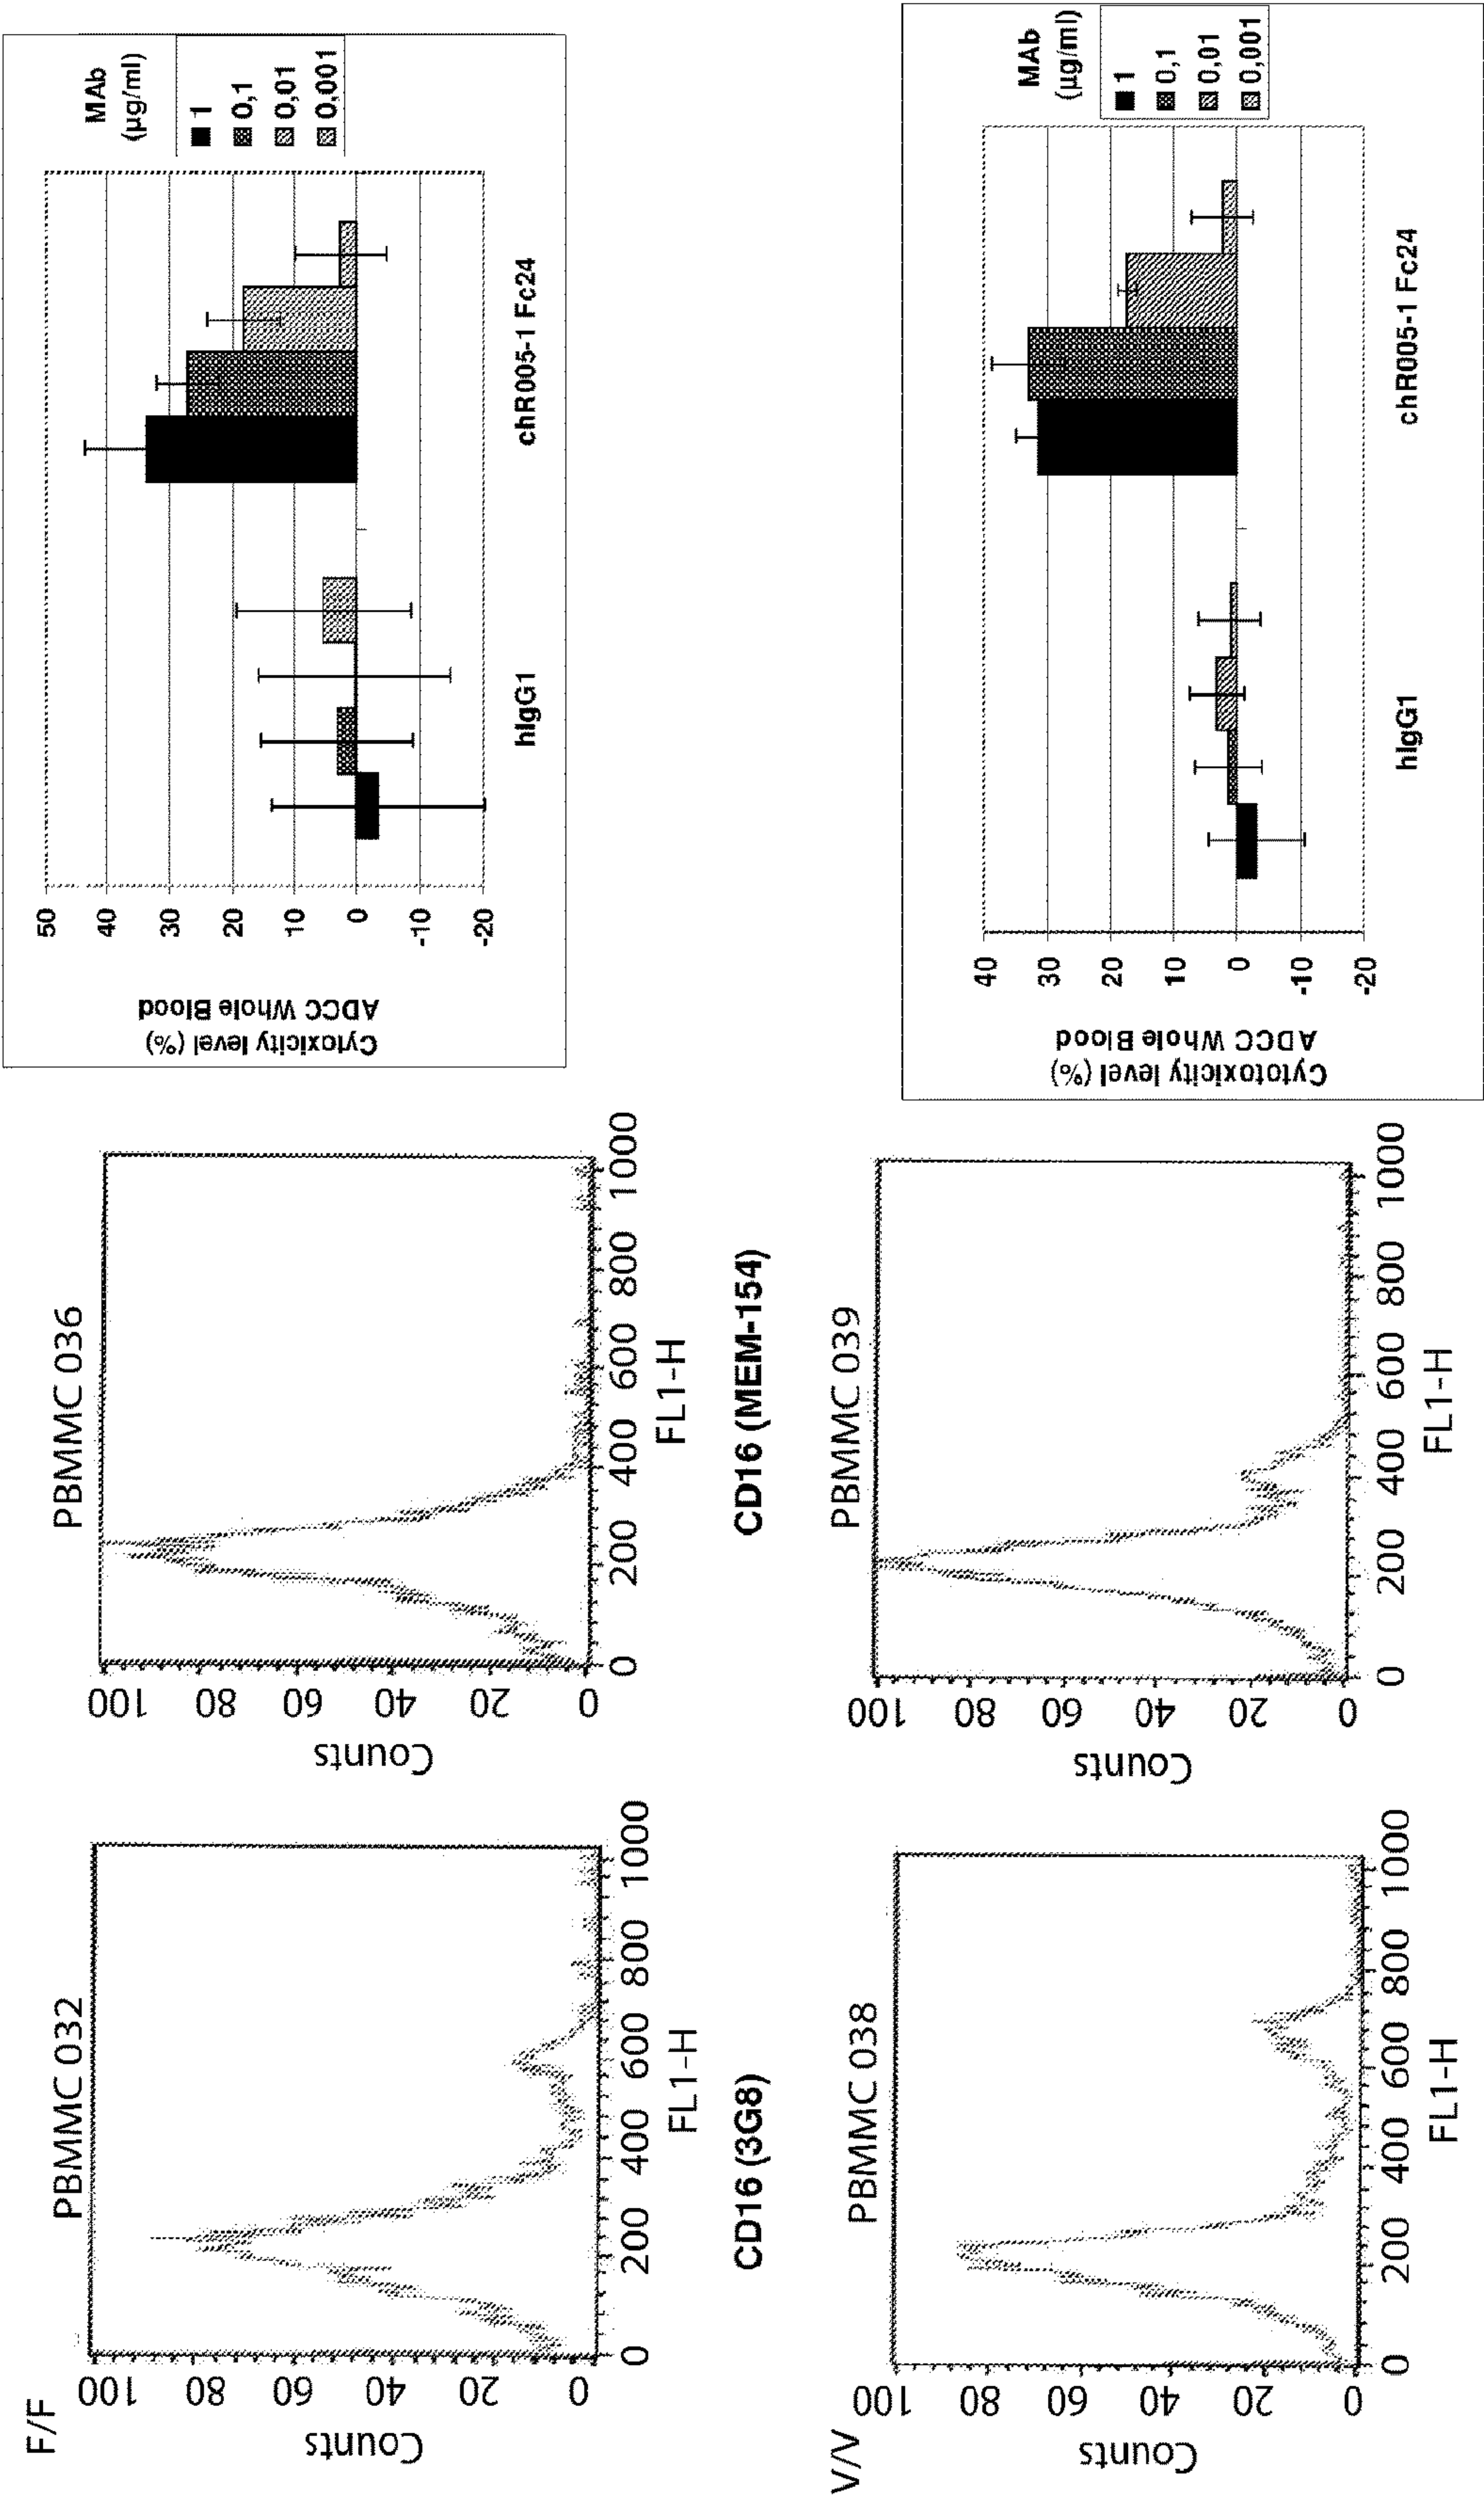 F/F
PBMMC 032
Counts
100
80
60
40
20
0
0 200 400 600 800 1000
FL1-H
CD16 (3G8)
PBMMC 036
Counts
100
80
60
40
20
0
0 200 400 600 800 1000
FL1-H
CD16 (MEM-154)
Cytoxicity level (%)
ADCC Whole Blood
50
40
30
20
10
0
-10
-20
hIgG1
chR005-1 Fc24
MAb
(µg/ml)
1
0,1
0,01
0,001
V/V
PBMMC 038
Counts
100
80
60
40
20
0
0 200 400 600 800 1000
FL1-H
PBMMC 039
Counts
100
80
60
40
20
0
0 200 400 600 800 1000
FL1-H
Cytotoxicity level (%)
ADCC Whole Blood
40
30
20
10
0
-10
-20
hIgG1
chR005-1 Fc24
MAb
(µg/ml)
1
0,1
0,01
0,001